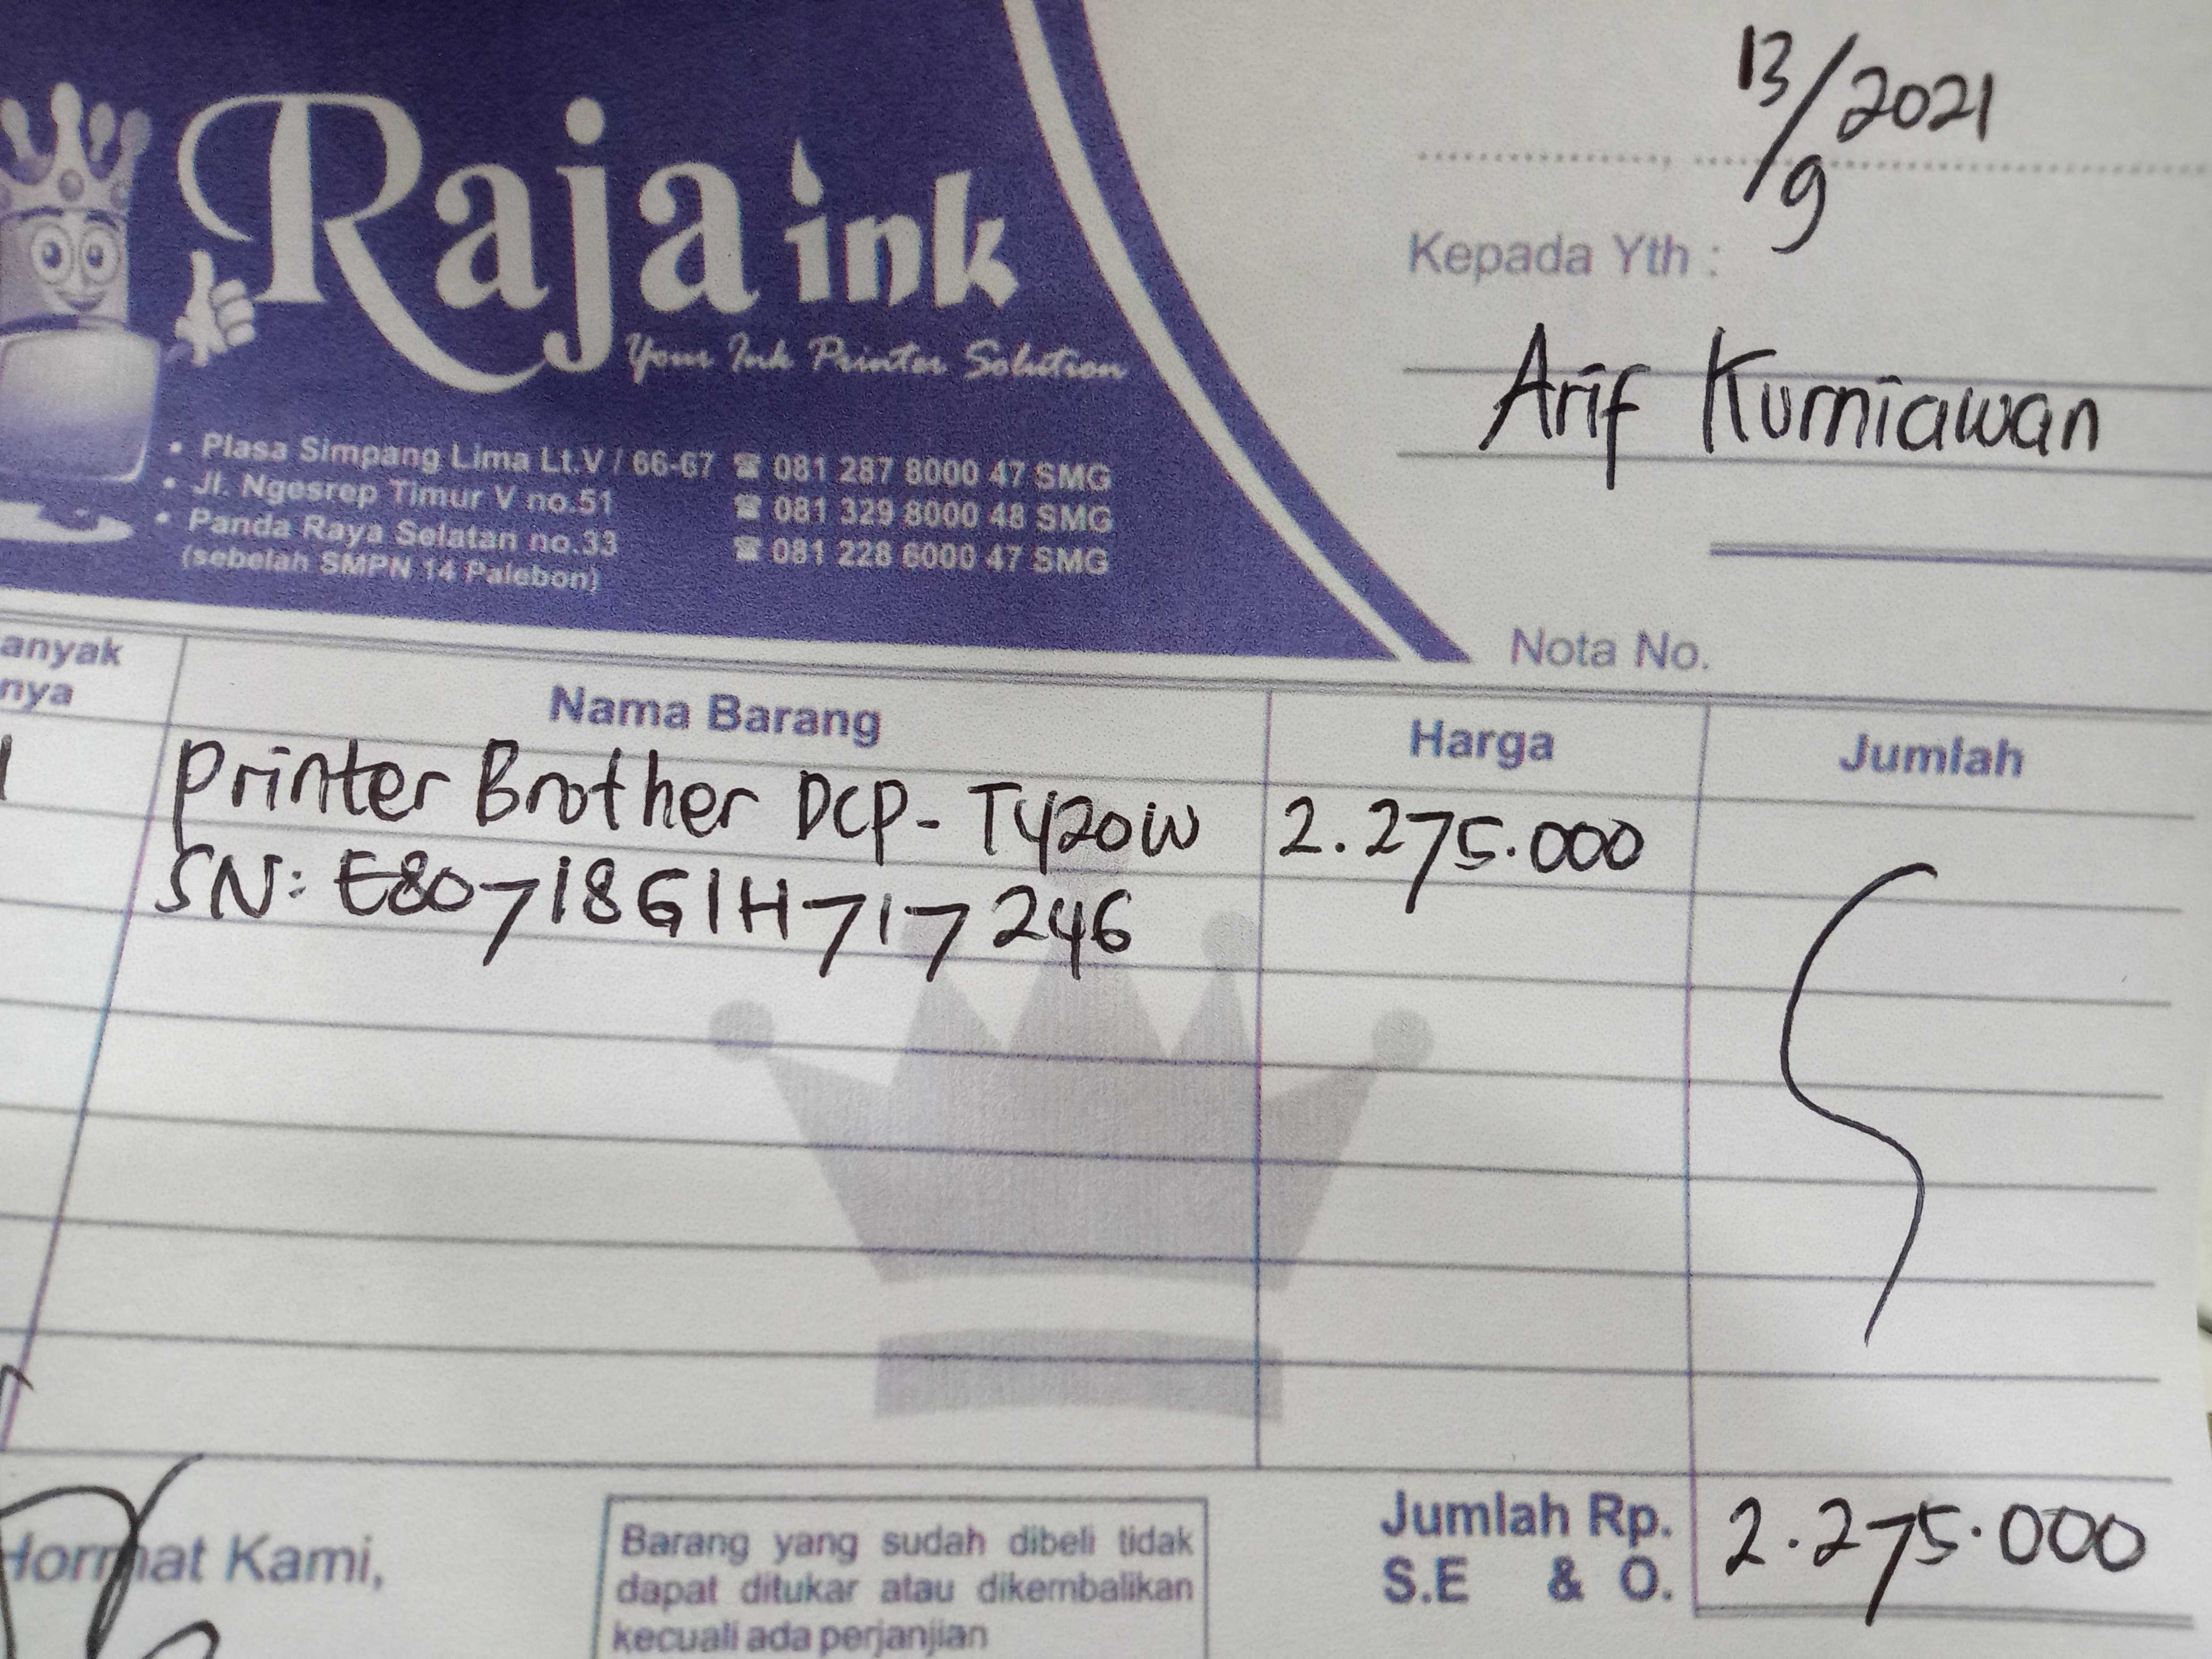 Raja ink
Your Ink Printer Solution
• Plasa Simpang Lima Lt.V / 66-67 ☎ 081 287 8000 47 SMG
• Jl. Ngesrep Timur V no.51 ☎ 081 329 8000 48 SMG
• Panda Raya Selatan no.33 ☎ 081 228 6000 47 SMG
(sebelah SMPN 14 Palebon)
13/9 2021
Kepada Yth :
Arif Kurniawan
Nota No.
anyak
nya
Nama Barang
Harga
Jumlah
1 Printer Brother DCP-T420W 2.275.000
SN: E80718G1H717246
Hormat Kami,
Barang yang sudah dibeli tidak
dapat ditukar atau dikembalikan
kecuali ada perjanjian
Jumlah Rp. 2.275.000
S.E & O.